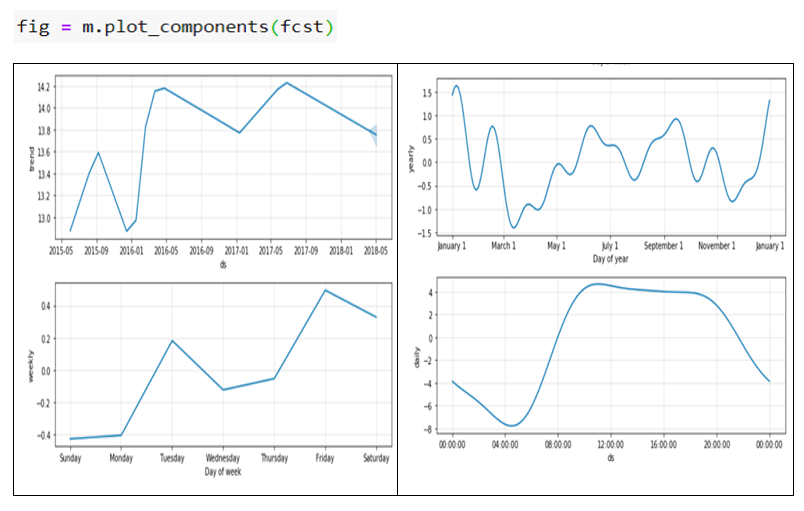 fig = m.plot_components(fcst)
14.2
14.0
13.8
13.6
13.4
13.2
13.0
trend
2015-05 2015-09 2016-01 2016-05 2016-09 2017-01 2017-05 2017-09 2018-01 2018-05
ds
0.4
0.2
0.0
−0.2
−0.4
weekly
Sunday Monday Tuesday Wednesday Thursday Friday Saturday
Day of week
1.5
1.0
0.5
0.0
−0.5
−1.0
−1.5
yearly
January 1 March 1 May 1 July 1 September 1 November 1 January 1
Day of year
4
2
0
−2
−4
−6
−8
daily
00:00:00 04:00:00 08:00:00 12:00:00 16:00:00 20:00:00 00:00:00
ds